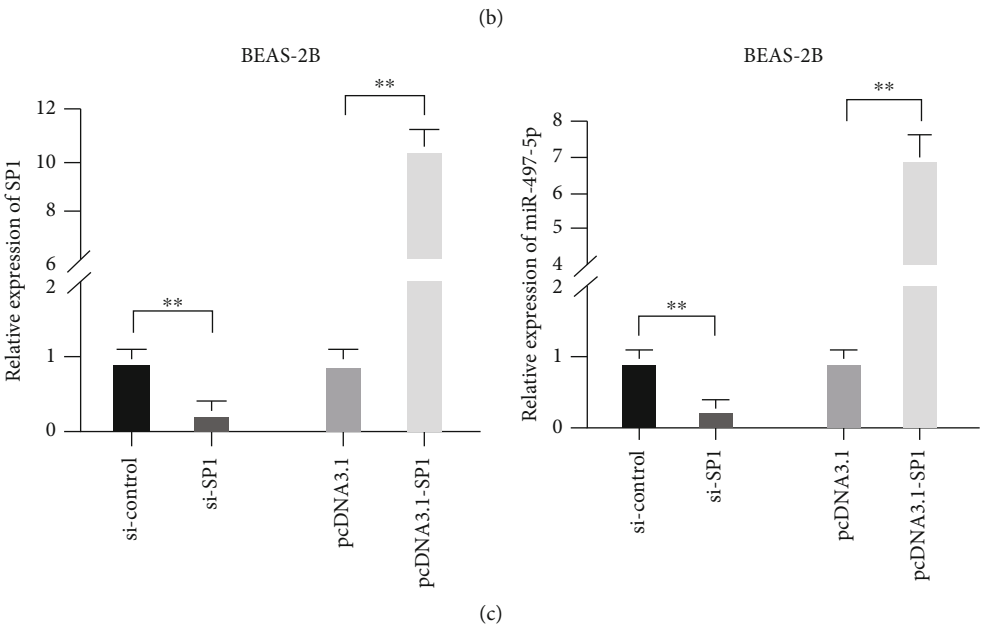 (b)
BEAS-2B
Relative expression of SP1
12
10
8
6
2
1
0
**
**
si-control
si-SP1
pcDNA3.1
pcDNA3.1-SP1
BEAS-2B
Relative expression of miR-497-5p
8
7
6
5
4
2
1
0
**
**
si-control
si-SP1
pcDNA3.1
pcDNA3.1-SP1
(c)